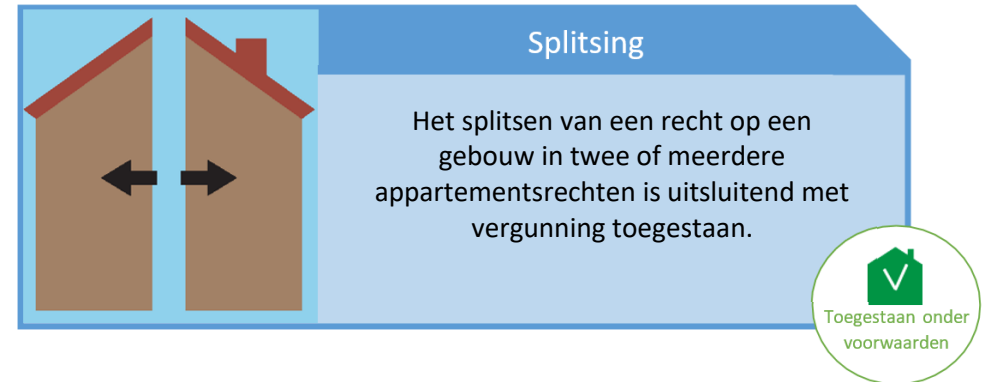 Splitsing
Het splitsen van een recht op een
gebouw in twee of meerdere
appartementsrechten is uitsluitend met
vergunning toegestaan.
Toegestaan onder
voorwaarden